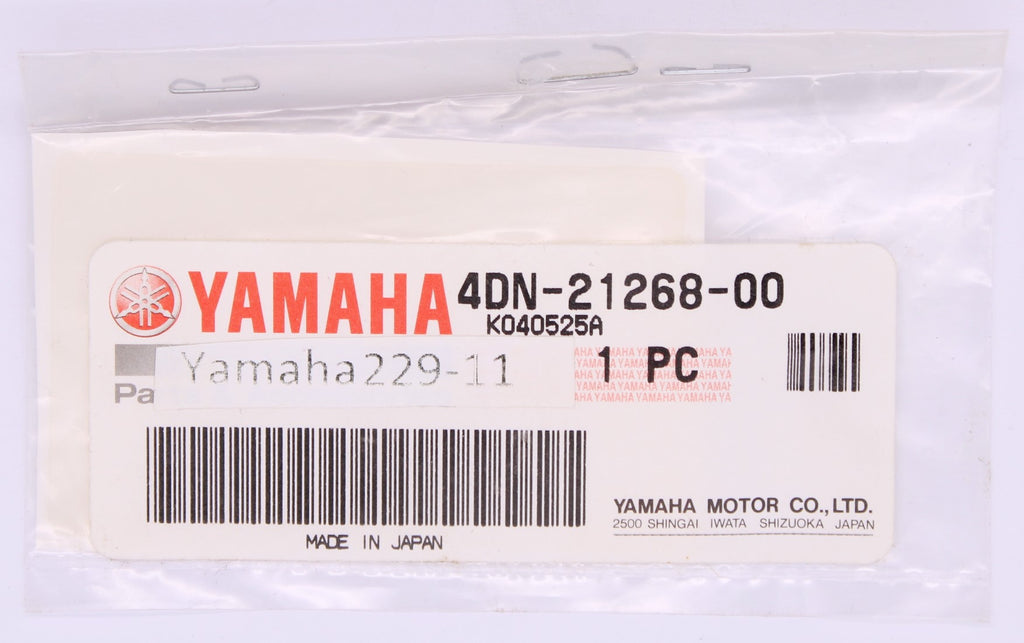 YAMAHA 4DN-21268-00
K040525A
Yamaha229-11
1 PC
Pa
MADE IN JAPAN
YAMAHA MOTOR CO.,LTD.
2500 SHINGAI IWATA SHIZUOKA JAPAN